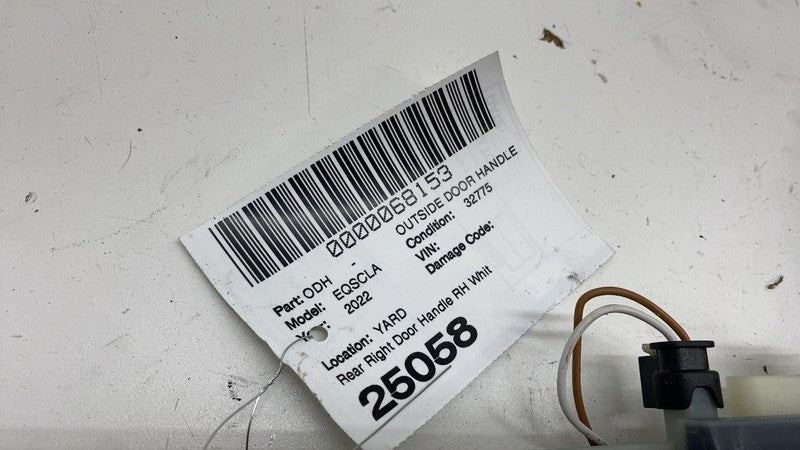 0000068153
Part: ODH - OUTSIDE DOOR HANDLE
Model: EQSCLA Condition: 32775
2022 VIN:
Damage Code:
Location: YARD
Rear Right Door Handle RH Whit
25058